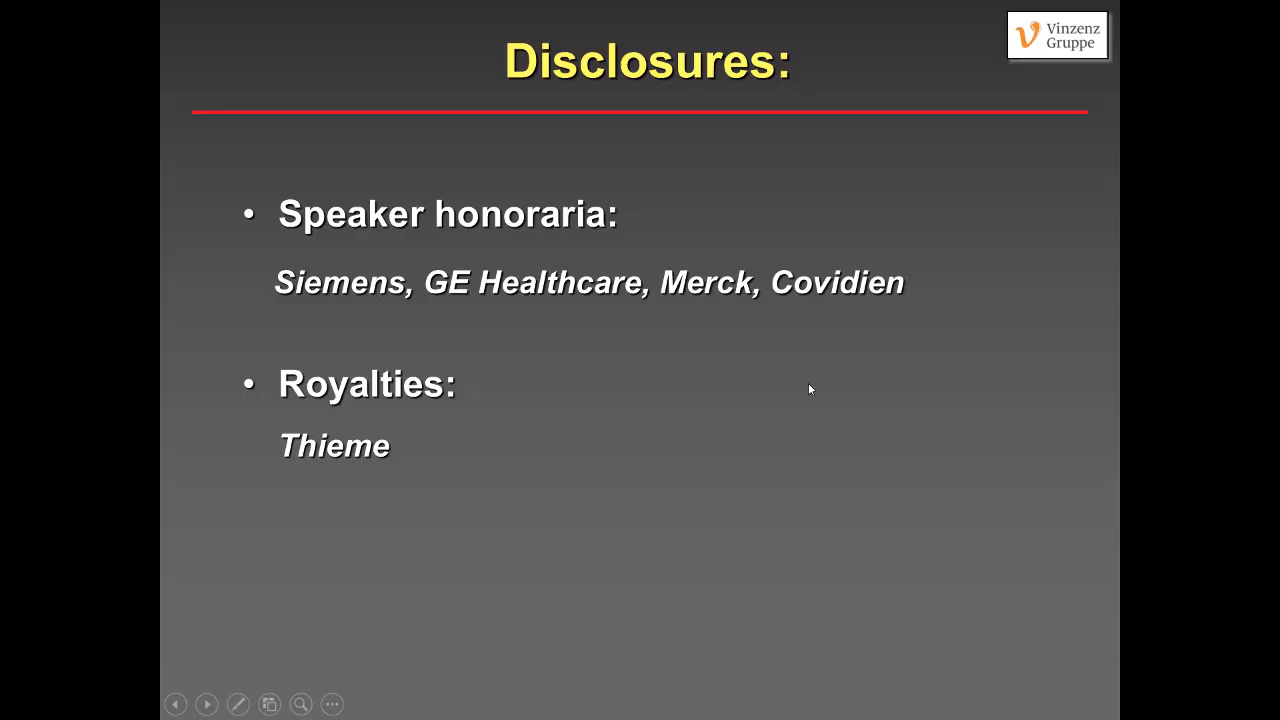 Vinzenz
Gruppe
Disclosures:
• Speaker honoraria:
Siemens, GE Healthcare, Merck, Covidien
• Royalties:
Thieme